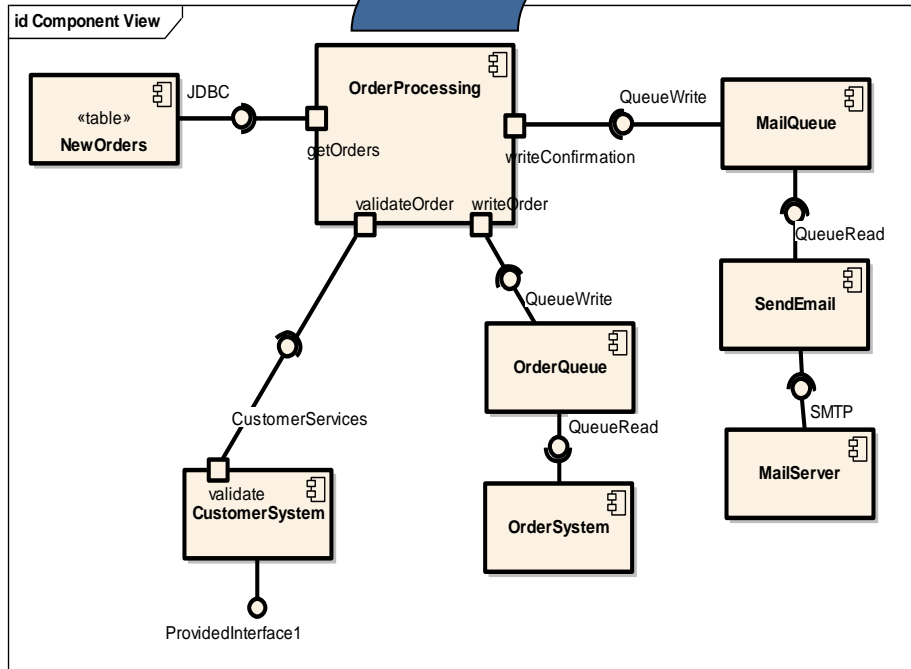 id Component View
«table»
NewOrders
JDBC
OrderProcessing
getOrders
validateOrder
writeOrder
writeConfirmation
QueueWrite
MailQueue
QueueRead
SendEmail
SMTP
MailServer
QueueWrite
OrderQueue
QueueRead
OrderSystem
CustomerServices
validate
CustomerSystem
ProvidedInterface1